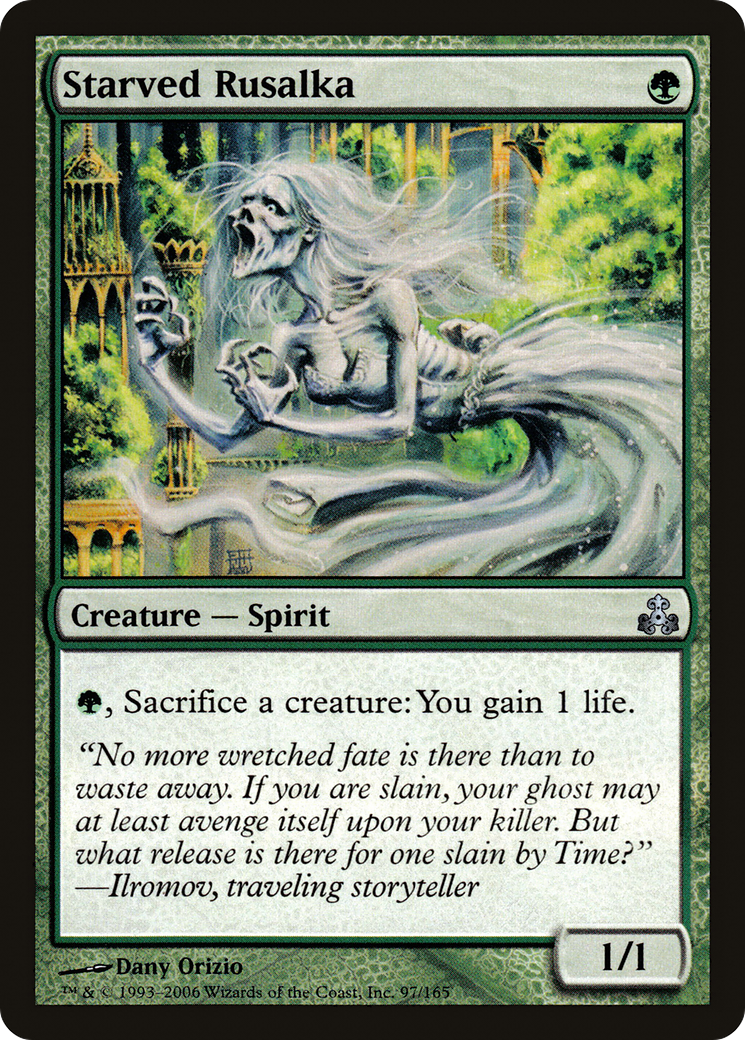 Starved Rusalka
Creature — Spirit
, Sacrifice a creature: You gain 1 life.
“No more wretched fate is there than to
waste away. If you are slain, your ghost may
at least avenge itself upon your killer. But
what release is there for one slain by Time?”
—Ilromov, traveling storyteller
1/1
Dany Orizio
™ & © 1993–2006 Wizards of the Coast, Inc. 97/165